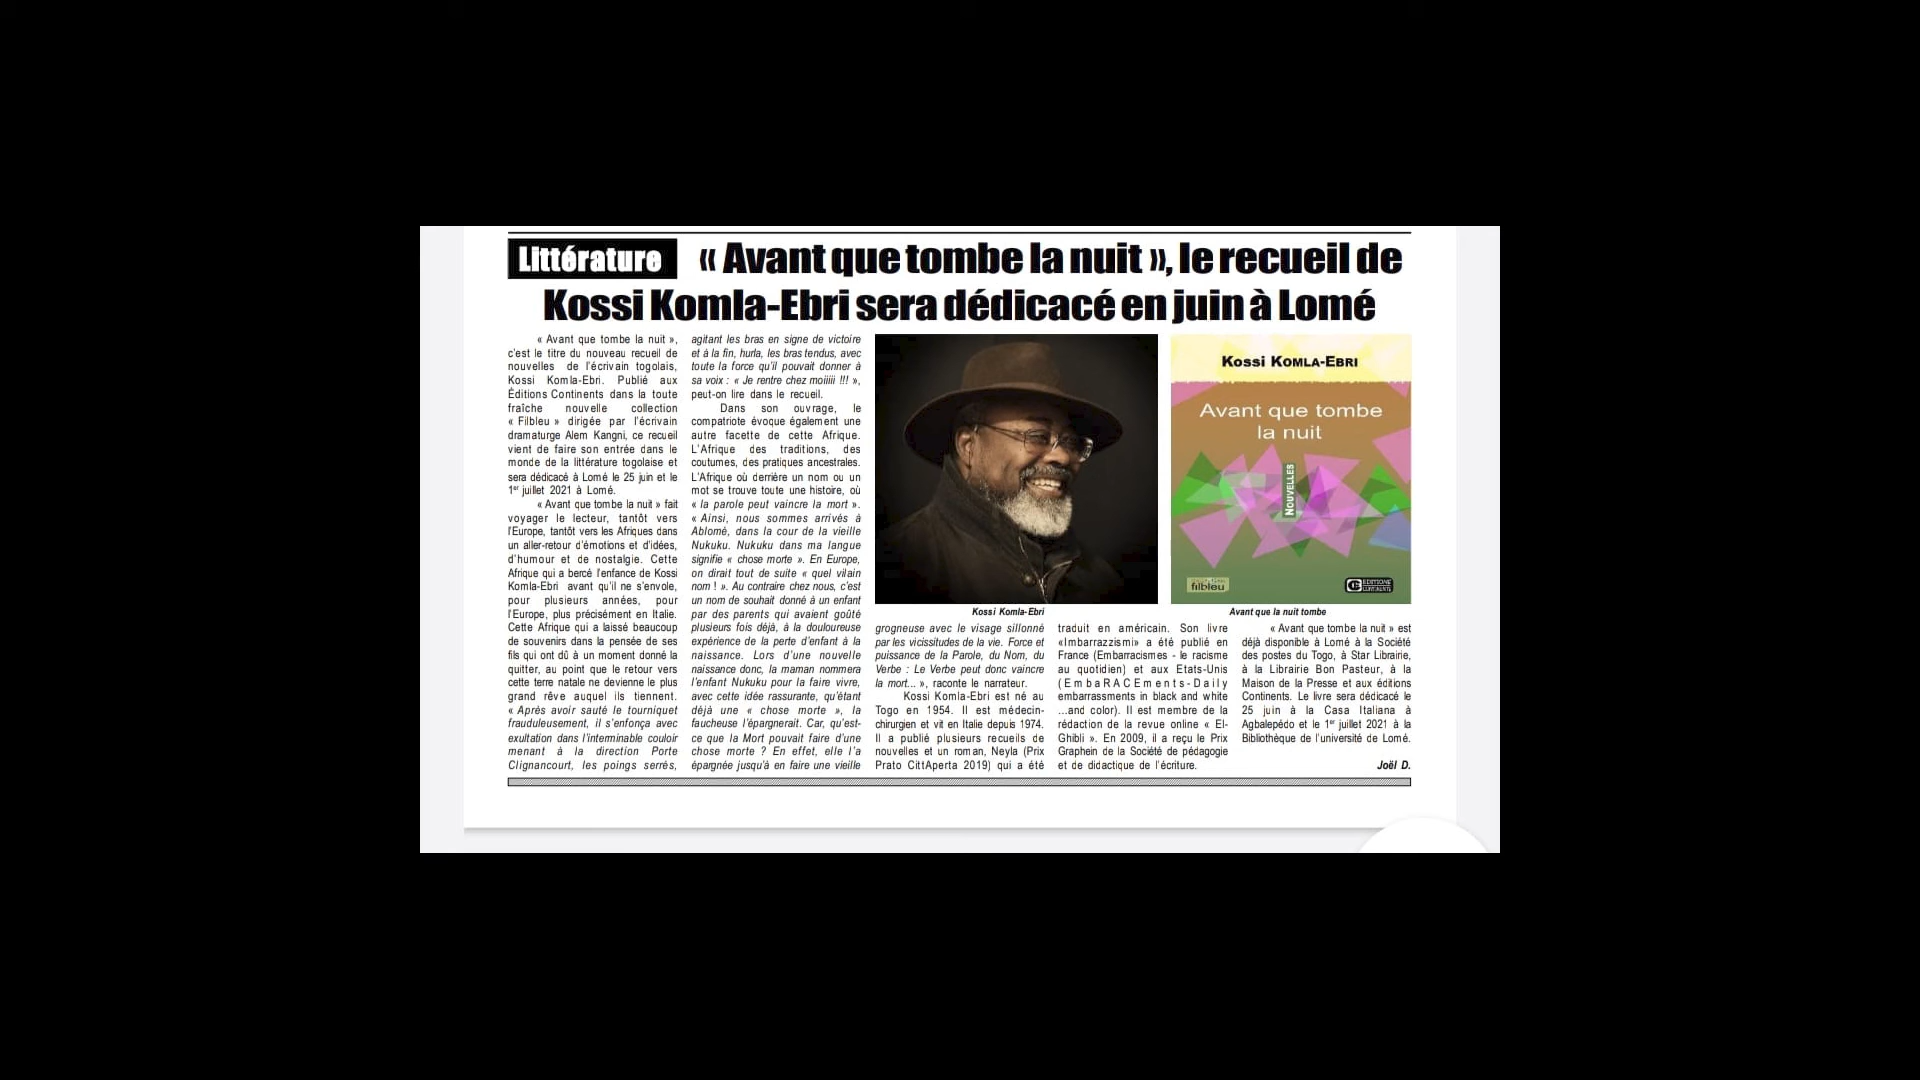 Littérature
« Avant que tombe la nuit », le recueil de
Kossi Komla-Ebri sera dédicacé en juin à Lomé
« Avant que tombe la nuit »,
c'est le titre du nouveau recueil de
nouvelles de l'écrivain togolais,
Kossi Komla-Ebri. Publié aux
Éditions Continents dans la toute
fraîche nouvelle collection
« Filbleu » dirigée par l'écrivain
dramaturge Alem Kangni, ce recueil
vient de faire son entrée dans le
monde de la littérature togolaise et
sera dédicacé à Lomé le 25 juin et le
1er juillet 2021 à Lomé.
« Avant que tombe la nuit » fait
voyager le lecteur, tantôt vers
l'Europe, tantôt vers les Afriques dans
un aller-retour d'émotions et d'idées,
d'humour et de nostalgie. Cette
Afrique qui a bercé l'enfance de Kossi
Komla-Ebri avant qu'il ne s'envole,
pour plusieurs années, pour
l'Europe, plus précisément en Italie.
Cette Afrique qui a laissé beaucoup
de souvenirs dans la pensée de ses
fils qui ont dû à un moment donné la
quitter, au point que le retour vers
cette terre natale ne devienne le plus
grand rêve auquel ils tiennent.
« Après avoir sauté le tourniquet
frauduleusement, il s'enfonça avec
exultation dans l'interminable couloir
menant à la direction Porte
Clignancourt, les poings serrés,
agitant les bras en signe de victoire
et à la fin, hurla, les bras tendus, avec
toute la force qu'il pouvait donner à
sa voix : « Je rentre chez moiiiii !!! »,
peut-on lire dans le recueil.
Dans son ouvrage, le
compatriote évoque également une
autre facette de cette Afrique.
L'Afrique des traditions, des
coutumes, des pratiques ancestrales.
L'Afrique où derrière un nom ou un
mot se trouve toute une histoire, où
« la parole peut vaincre la mort ».
« Ainsi, nous sommes arrivés à
Ablomé, dans la cour de la vieille
Nukuku. Nukuku dans ma langue
signifie « chose morte ». En Europe,
on dirait tout de suite « quel vilain
nom ! ». Au contraire chez nous, c'est
un nom de souhait donné à un enfant
par des parents qui avaient goûté
plusieurs fois déjà, à la douloureuse
expérience de la perte d'enfant à la
naissance. Lors d'une nouvelle
naissance donc, la maman nommera
l'enfant Nukuku pour la faire vivre,
avec cette idée rassurante, qu'étant
déjà une « chose morte », la
faucheuse l'épargnerait. Car, qu'est-
ce que la Mort pouvait faire d'une
chose morte ? En effet, elle l'a
épargnée jusqu'à en faire une vieille
Kossi KOMLA-EBRI
Avant que tombe
la nuit
NOUVELLES
filbleu
EDITIONS
CONTINENTS
Kossi Komla-Ebri
Avant que la nuit tombe
grogneuse avec le visage sillonné
par les vicissitudes de la vie. Force et
puissance de la Parole, du Nom, du
Verbe : Le Verbe peut donc vaincre
la mort... », raconte le narrateur.
Kossi Komla-Ebri est né au
Togo en 1954. Il est médecin-
chirurgien et vit en Italie depuis 1974.
Il a publié plusieurs recueils de
nouvelles et un roman, Neyla (Prix
Prato CittAperta 2019) qui a été
traduit en américain. Son livre
«Imbarrazzismi» a été publié en
France (Embarracismes - le racisme
au quotidien) et aux Etats-Unis
(EmbaRACEments-Daily
embarrassments in black and white
...and color). Il est membre de la
rédaction de la revue online « El-
Ghibli ». En 2009, il a reçu le Prix
Graphein de la Société de pédagogie
et de didactique de l'écriture.
« Avant que tombe la nuit » est
déjà disponible à Lomé à la Société
des postes du Togo, à Star Librairie,
à la Librairie Bon Pasteur, à la
Maison de la Presse et aux éditions
Continents. Le livre sera dédicacé le
25 juin à la Casa Italiana à
Agbalepédo et le 1er juillet 2021 à la
Bibliothèque de l'université de Lomé.
Joël D.